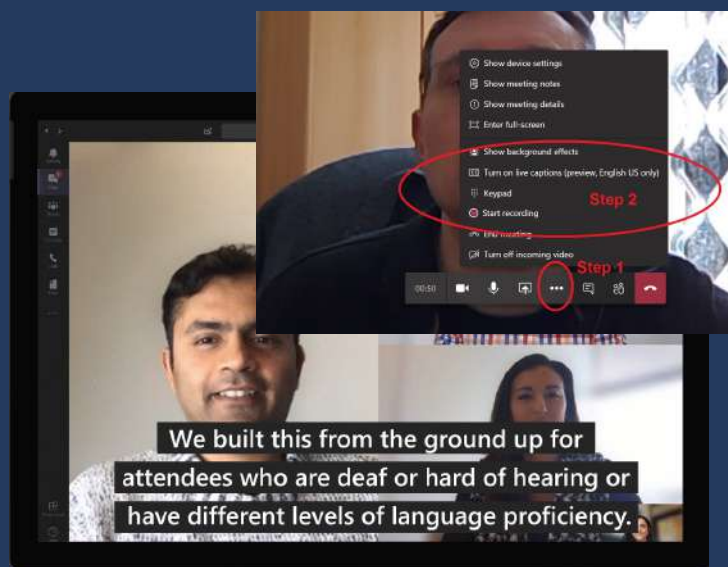 Show device settings
Show meeting notes
Show meeting details
Enter full-screen
Show background effects
Turn on live captions (preview, English US only)
Keypad
Step 2
Start recording
End meeting
Turn off incoming video
Step 1
00:50
We built this from the ground up for
attendees who are deaf or hard of hearing or
have different levels of language proficiency.